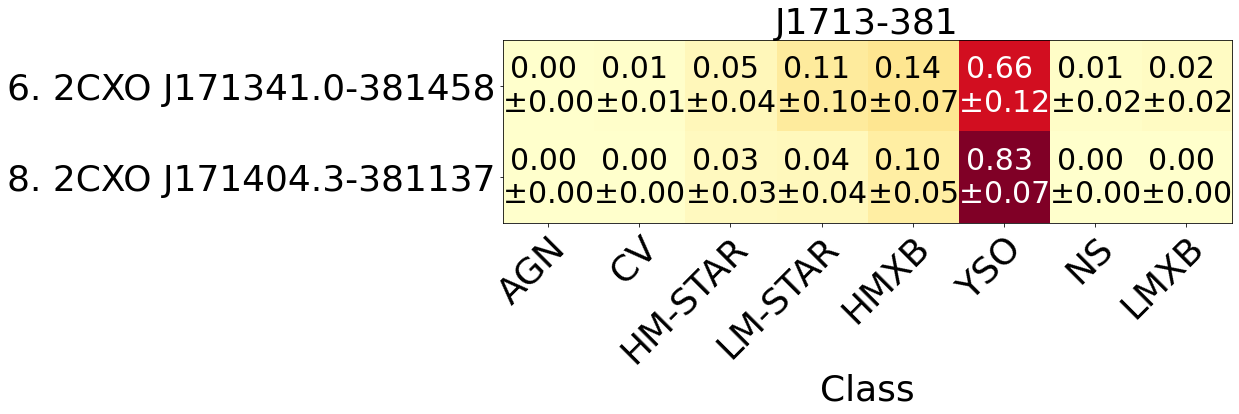 J1713-381
6. 2CXO J171341.0-381458
0.00 0.01 0.05 0.11 0.14 0.66 0.01 0.02
±0.00 ±0.01 ±0.04 ±0.10 ±0.07 ±0.12 ±0.02 ±0.02
8. 2CXO J171404.3-381137
0.00 0.00 0.03 0.04 0.10 0.83 0.00 0.00
±0.00 ±0.00 ±0.03 ±0.04 ±0.05 ±0.07 ±0.00 ±0.00
AGN CV HM-STAR LM-STAR HMXB YSO NS LMXB
Class